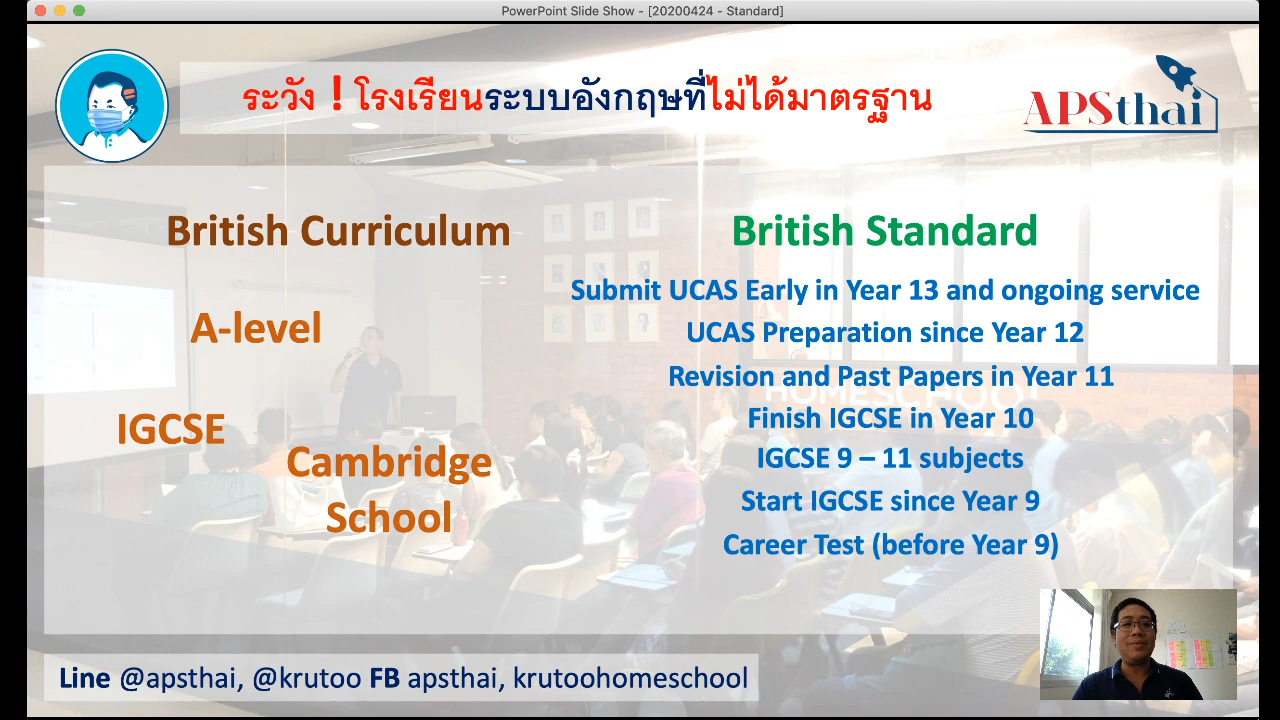 PowerPoint Slide Show - [20200424 - Standard]
ระวัง ! โรงเรียนระบบอังกฤษที่ไม่ได้มาตรฐาน
APSthai
British Curriculum
A-level
IGCSE
Cambridge
School
British Standard
Submit UCAS Early in Year 13 and ongoing service
UCAS Preparation since Year 12
Revision and Past Papers in Year 11
Finish IGCSE in Year 10
IGCSE 9 – 11 subjects
Start IGCSE since Year 9
Career Test (before Year 9)
HOMESCHOOL
Line @apsthai, @krutoo FB apsthai, krutoohomeschool